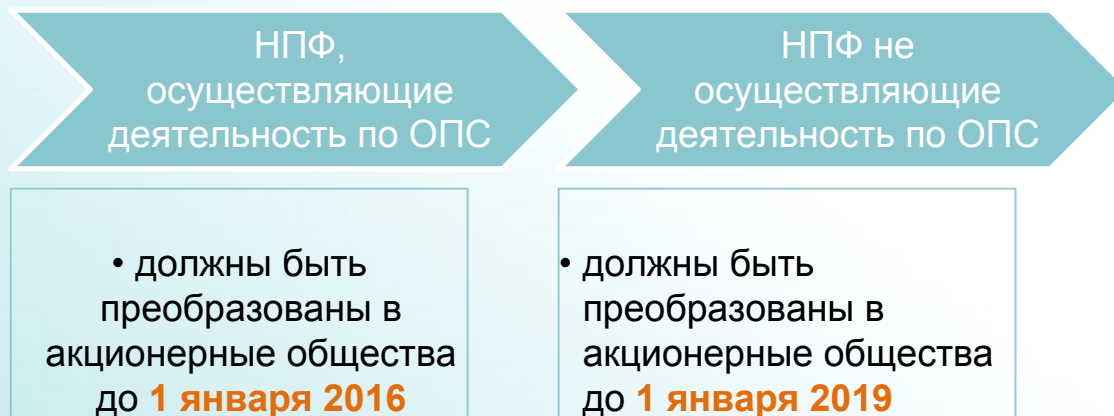 НПФ,
осуществляющие
деятельность по ОПС
НПФ не
осуществляющие
деятельность по ОПС
• должны быть
преобразованы в
акционерные общества
до 1 января 2016
• должны быть
преобразованы в
акционерные общества
до 1 января 2019